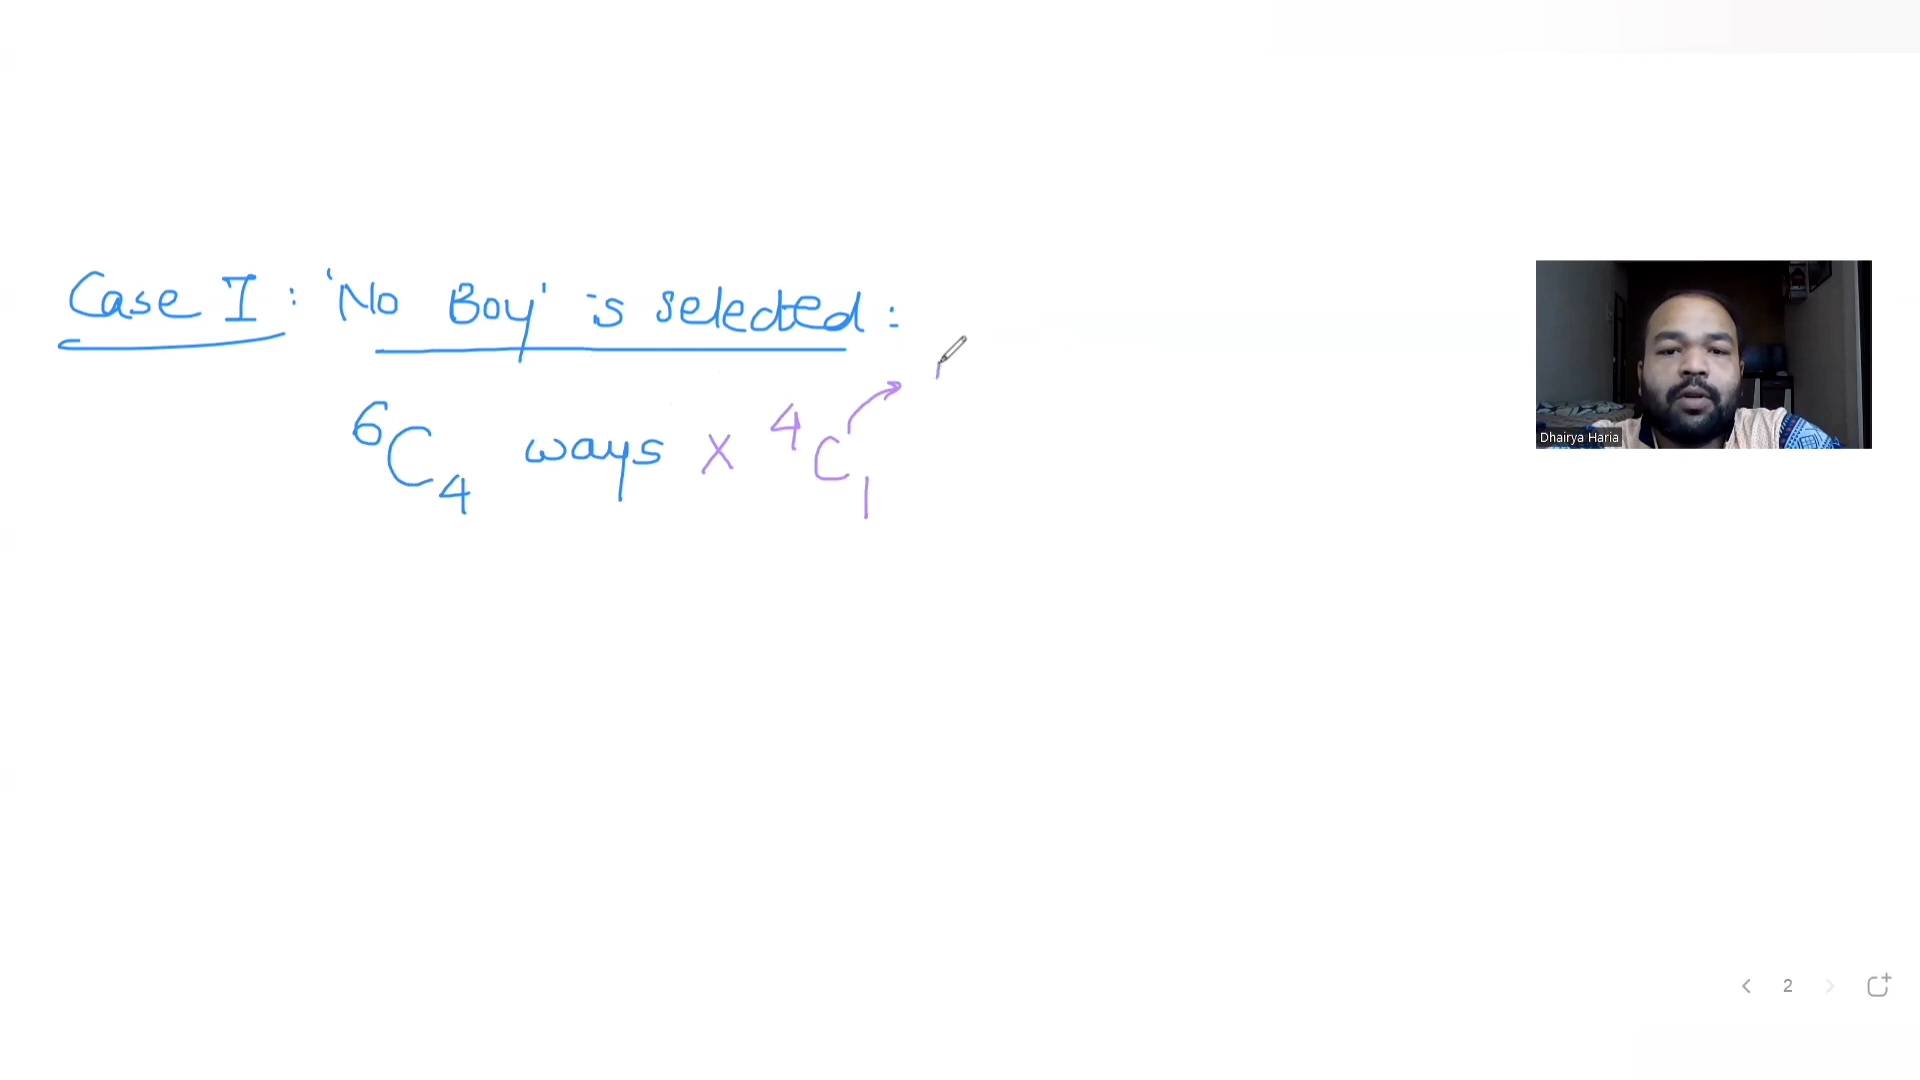 Case I : 'No Boy' is selected :
⁶C₄ ways × ⁴C₁
Dhairya Haria
2